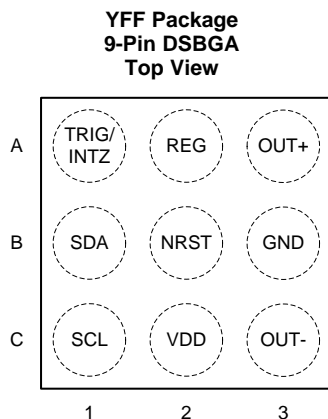 YFF Package
9-Pin DSBGA
Top View
A
TRIG/
INTZ
REG
OUT+
B
SDA
NRST
GND
C
SCL
VDD
OUT-
1
2
3